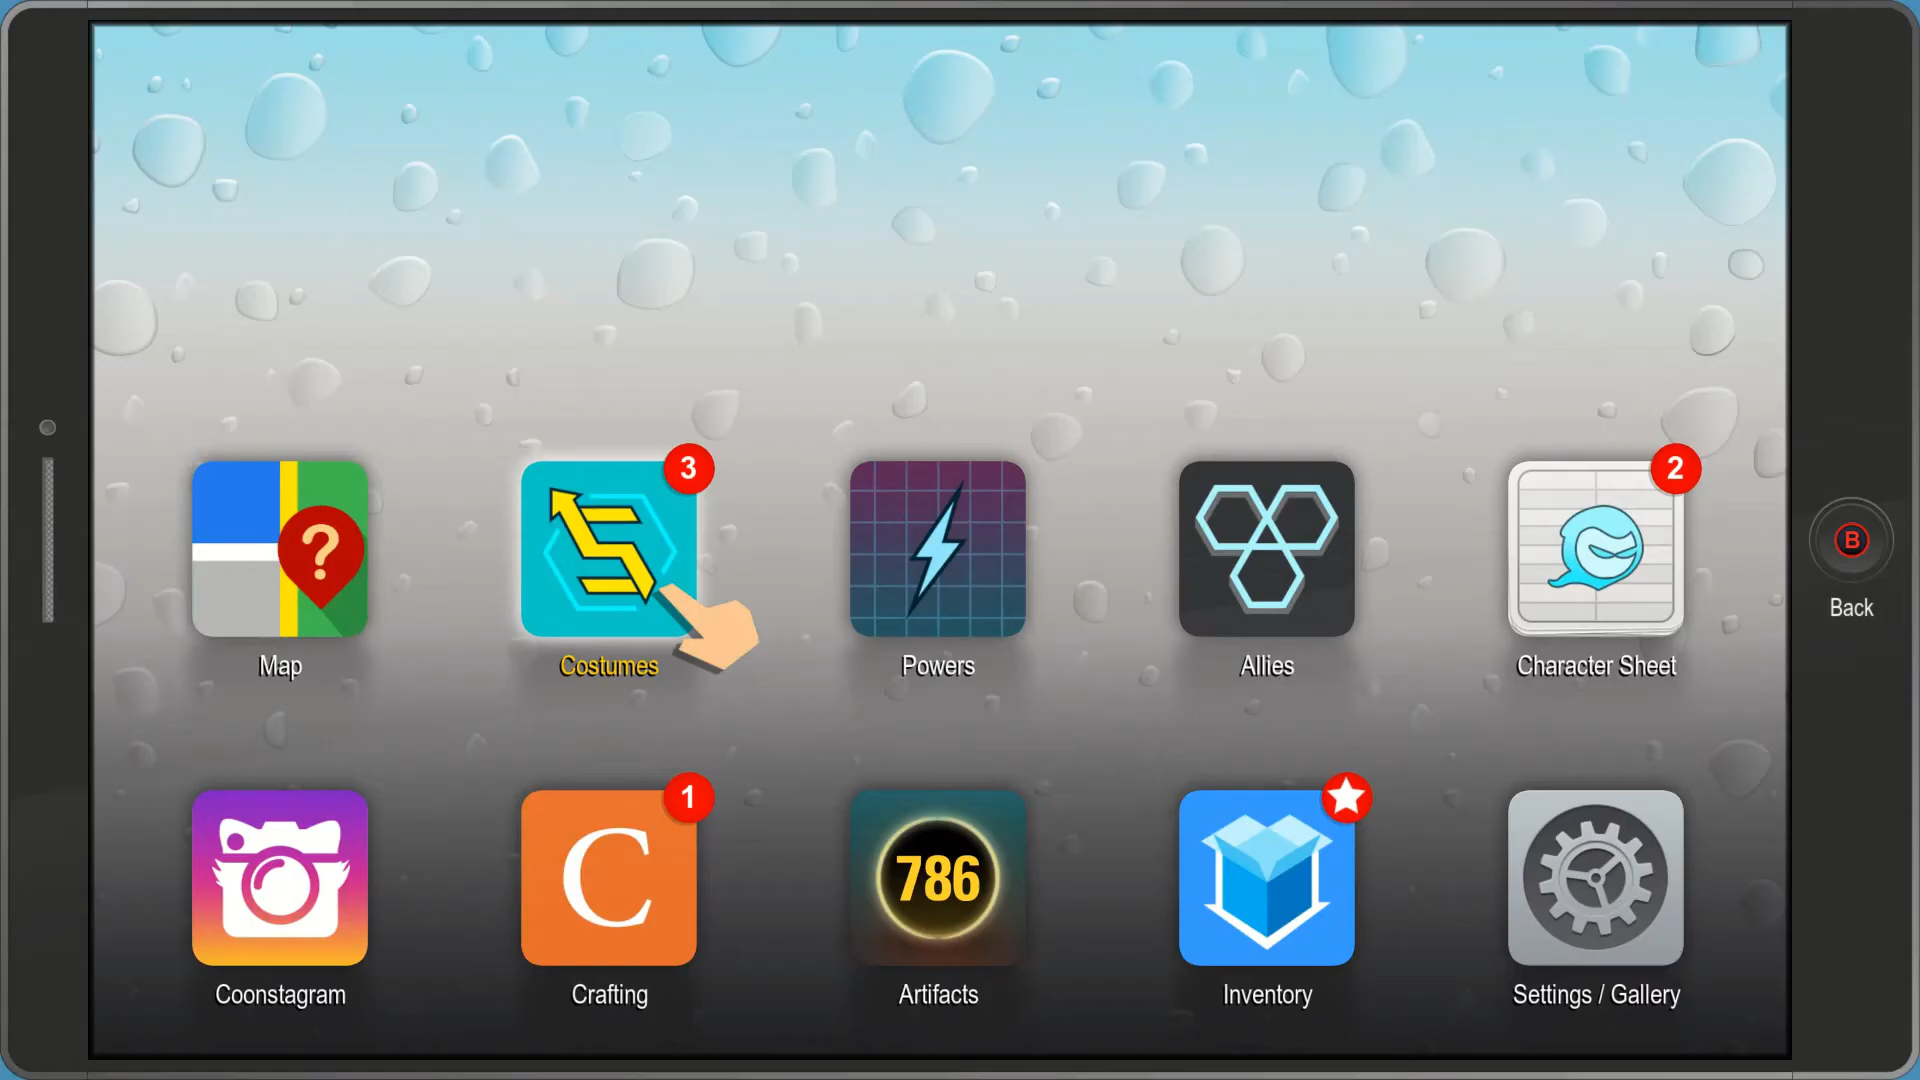 3
2
?
B
Back
Map
Costumes
Powers
Allies
Character Sheet
1
C
786
Coonstagram
Crafting
Artifacts
Inventory
Settings / Gallery